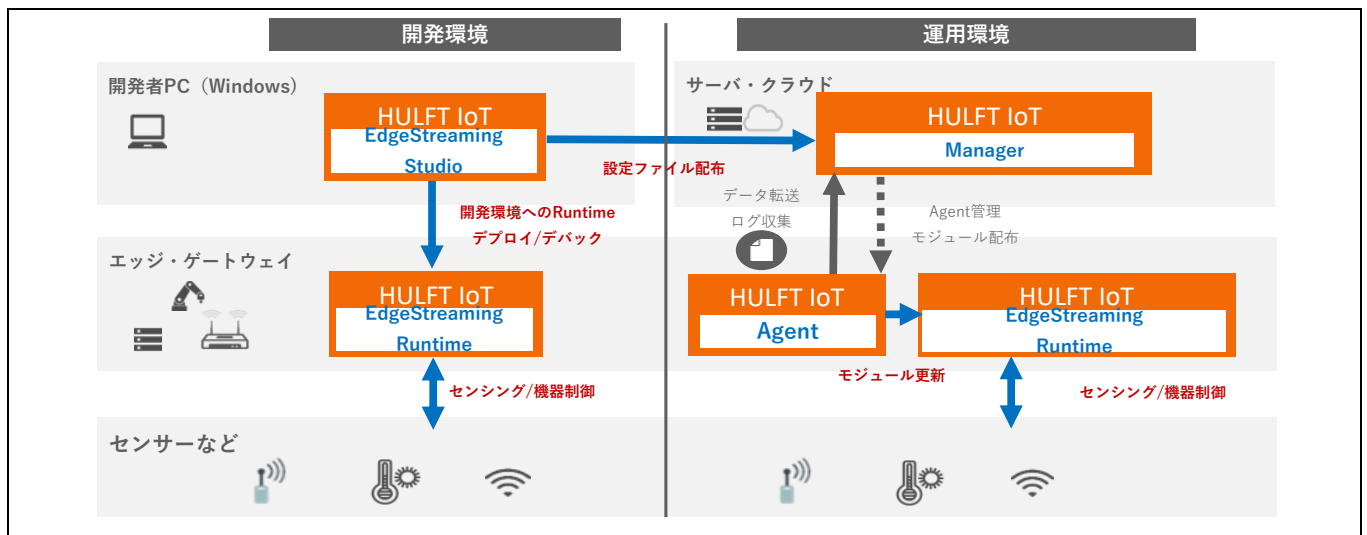 開発環境
運用環境
開発者PC（Windows）
サーバ・クラウド
HULFT IoT
EdgeStreaming
Studio
HULFT IoT
Manager
設定ファイル配布
データ転送
ログ収集
Agent管理
モジュール配布
開発環境へのRuntime
デプロイ/デバック
エッジ・ゲートウェイ
HULFT IoT
EdgeStreaming
Runtime
HULFT IoT
Agent
HULFT IoT
EdgeStreaming
Runtime
モジュール更新
センシング/機器制御
センシング/機器制御
センサーなど